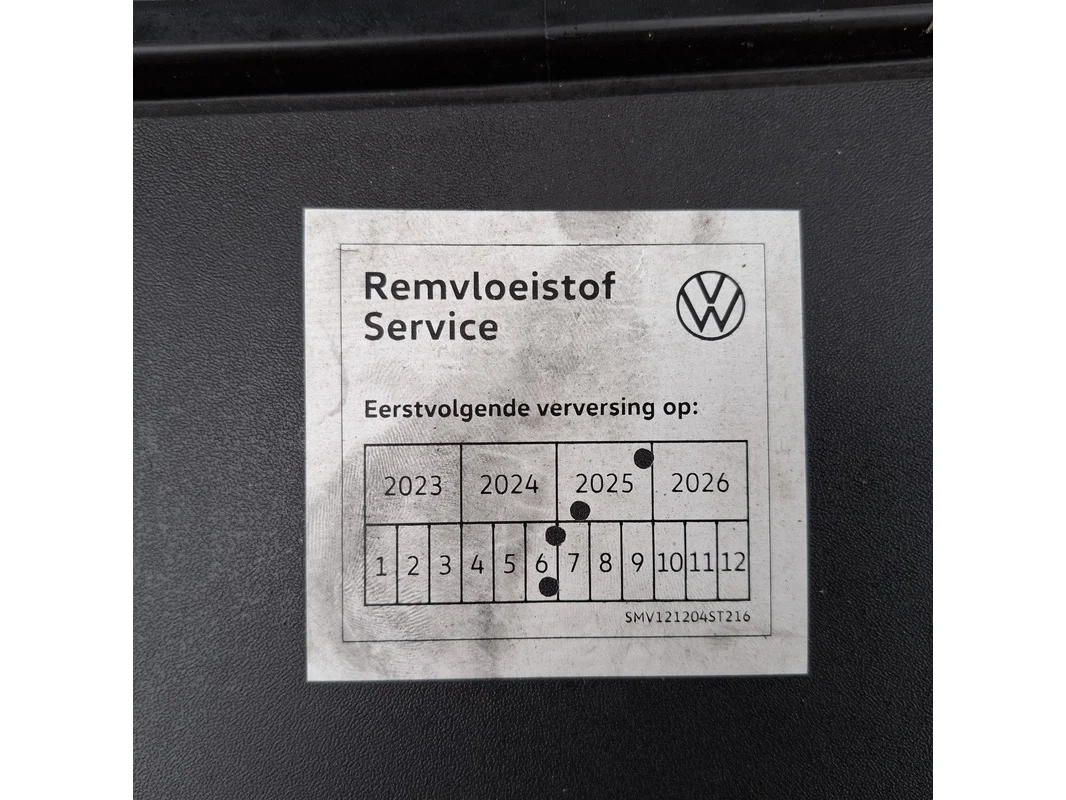 Remvloeistof
Service
Eerstvolgende verversing op:
2023 2024 2025 2026
1 2 3 4 5 6 7 8 9 10 11 12
SMV121204ST216